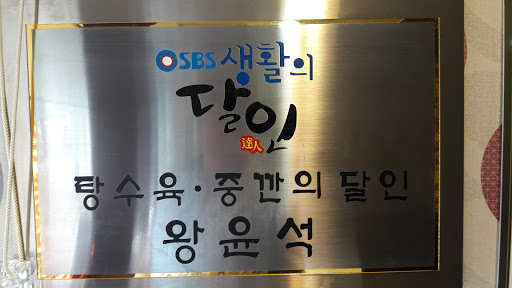 SBS 생활의
달인
達人
탕수육·중깐의 달인
왕윤석